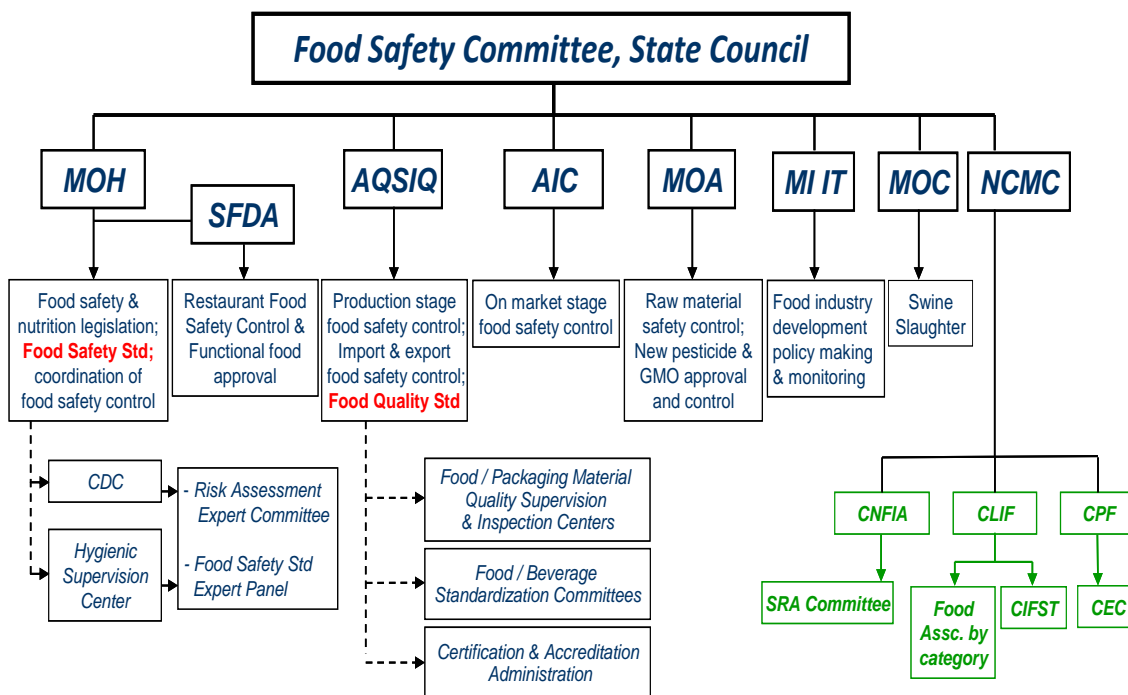 Food Safety Committee, State Council
MOH
SFDA
AQSIQ
AIC
MOA
MI IT
MOC
NCMC
Food safety &
nutrition legislation;
Food Safety Std;
coordination of
food safety control
Restaurant Food
Safety Control &
Functional food
approval
Production stage
food safety control;
Import & export
food safety control;
Food Quality Std
On market stage
food safety control
Raw material
safety control;
New pesticide &
GMO approval
and control
Food industry
development
policy making
& monitoring
Swine
Slaughter
CDC
Hygienic
Supervision
Center
- Risk Assessment
Expert Committee
- Food Safety Std
Expert Panel
Food / Packaging Material
Quality Supervision
& Inspection Centers
Food / Beverage
Standardization Committees
Certification & Accreditation
Administration
CNFIA
CLIF
CPF
SRA Committee
Food
Assc. by
category
CIFST
CEC